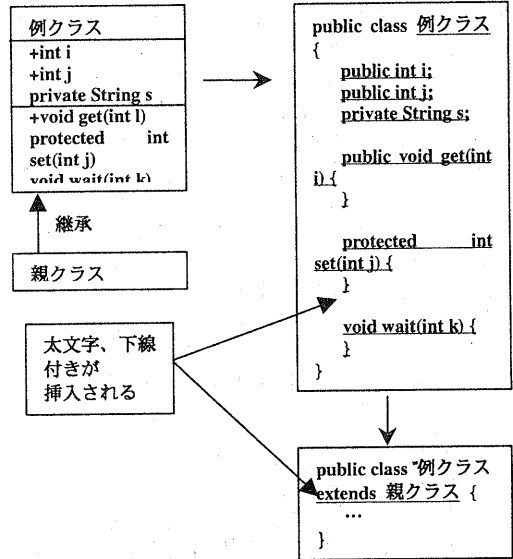 例クラス
+int i
+int j
private String s
+void get(int l)
protected int
set(int j)
void wait(int k)
継承
親クラス
太文字、下線
付きが
挿入される
public class 例クラス
{
public int i;
public int j;
private String s;
public void get(int
i) {
}
protected int
set(int j) {
}
void wait(int k) {
}
}
public class 例クラス
extends 親クラス {
...
}